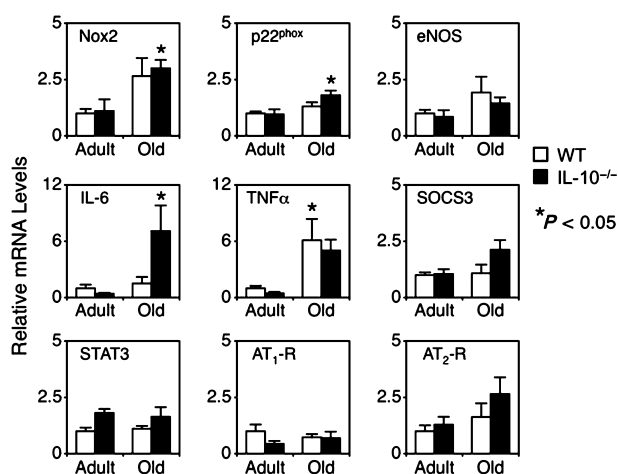 Relative mRNA Levels
Nox2
5
2.5
0
*
Adult Old
p22phox
5
2.5
0
*
Adult Old
eNOS
5
2.5
0
Adult Old
WT
IL-10−/−
*P < 0.05
IL-6
12
6
0
*
Adult Old
TNFα
12
6
0
*
Adult Old
SOCS3
5
2.5
0
Adult Old
STAT3
5
2.5
0
Adult Old
AT1-R
5
2.5
0
Adult Old
AT2-R
5
2.5
0
Adult Old